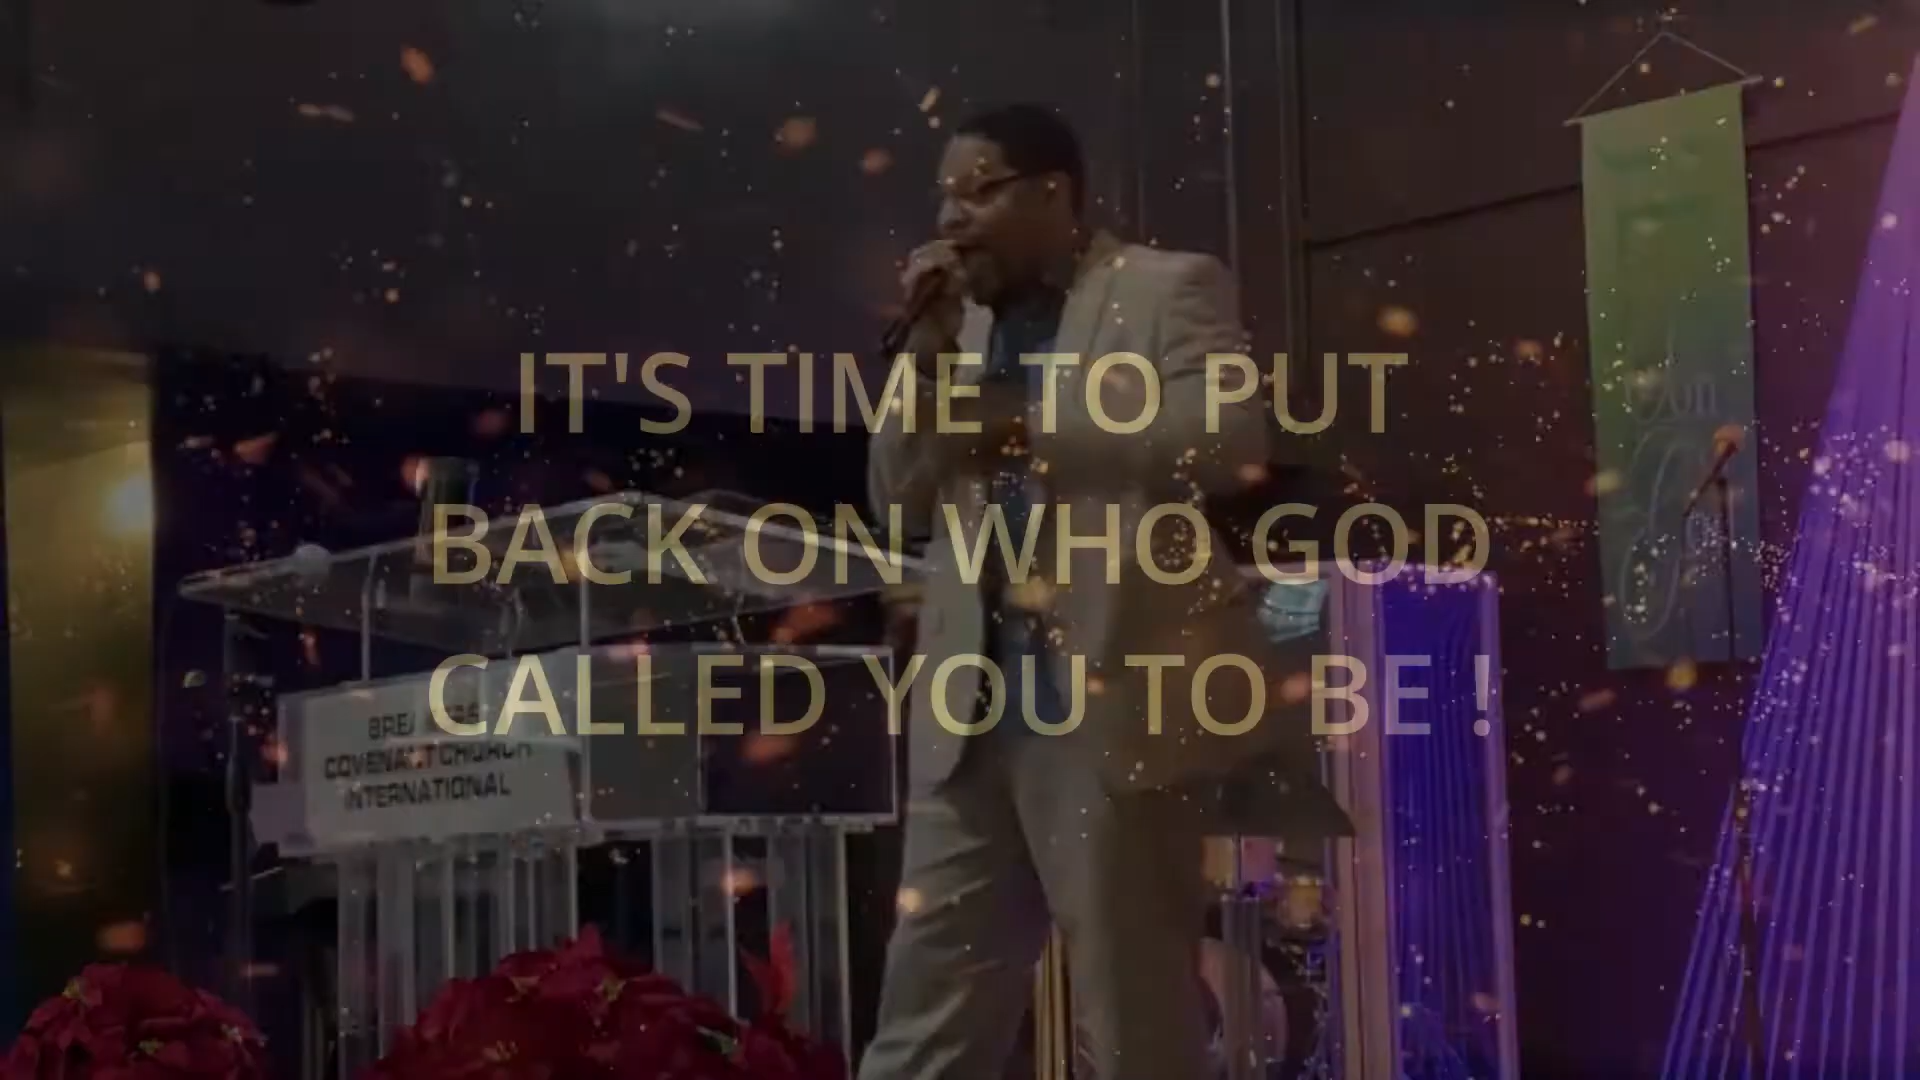 IT'S TIME TO PUT
BACK ON WHO GOD
CALLED YOU TO BE !
COVENANT CHURCH
INTERNATIONAL